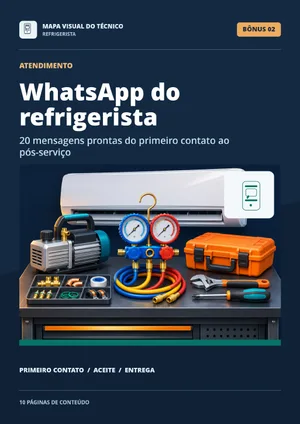 MAPA VISUAL DO TÉCNICO
REFRIGERISTA
BÔNUS 02
ATENDIMENTO
WhatsApp do
refrigerista
20 mensagens prontas do primeiro contato ao
pós-serviço
PRIMEIRO CONTATO / ACEITE / ENTREGA
10 PÁGINAS DE CONTEÚDO